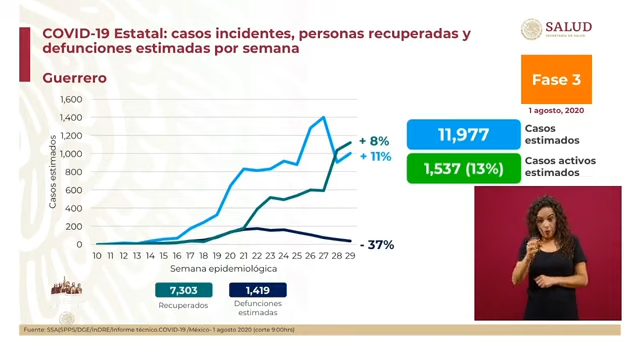 COVID-19 Estatal: casos incidentes, personas recuperadas y
defunciones estimadas por semana
SALUD
SECRETARÍA DE SALUD
Guerrero
Fase 3
1 agosto, 2020
Casos estimados
1,600
1,400
1,200
1,000
800
600
400
200
0
10 11 12 13 14 15 16 17 18 19 20 21 22 23 24 25 26 27 28 29
Semana epidemiológica
+ 8%
+ 11%
- 37%
11,977
Casos
estimados
1,537 (13%)
Casos activos
estimados
7,303
Recuperados
1,419
Defunciones
estimadas
Fuente: SSA(SPPS/DGE/InDRE/Informe técnico.COVID-19 /México- 1 agosto 2020 (corte 9:00hrs)